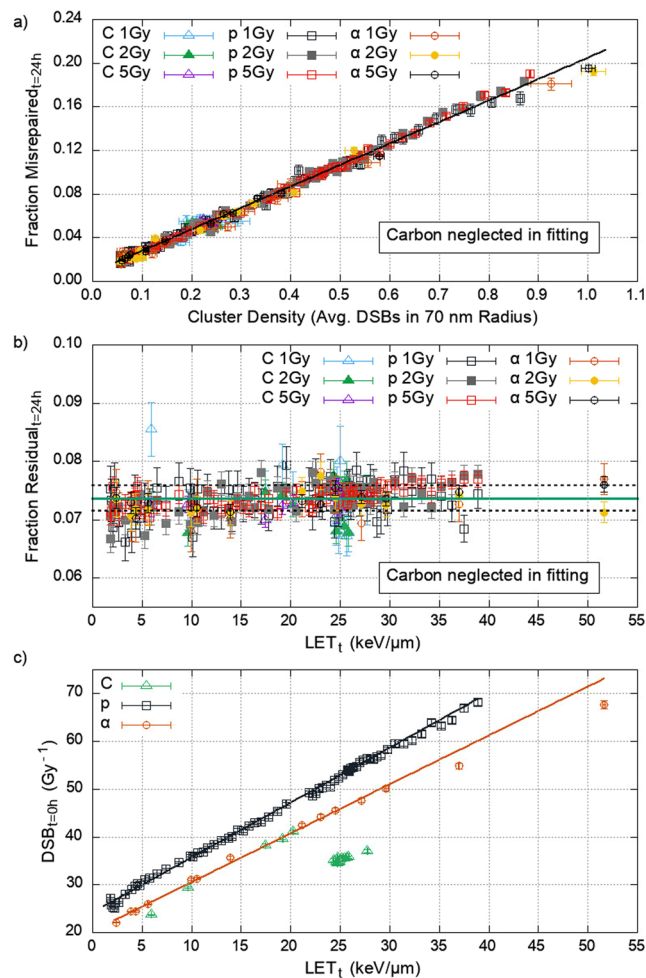 a)
C 1Gy p 1Gy α 1Gy
C 2Gy p 2Gy α 2Gy
C 5Gy p 5Gy α 5Gy
Fraction Misrepaired t=24h
0.24
0.20
0.16
0.12
0.08
0.04
0.00
Carbon neglected in fitting
0.0 0.1 0.2 0.3 0.4 0.5 0.6 0.7 0.8 0.9 1.0 1.1
Cluster Density (Avg. DSBs in 70 nm Radius)
b)
C 1Gy p 1Gy α 1Gy
C 2Gy p 2Gy α 2Gy
C 5Gy p 5Gy α 5Gy
Fraction Residual t=24h
0.10
0.09
0.08
0.07
0.06
Carbon neglected in fitting
0 5 10 15 20 25 30 35 40 45 50 55
LET t (keV/μm)
c)
C
p
α
DSB t=0h (Gy⁻¹)
70
60
50
40
30
20
0 5 10 15 20 25 30 35 40 45 50 55
LET t (keV/μm)